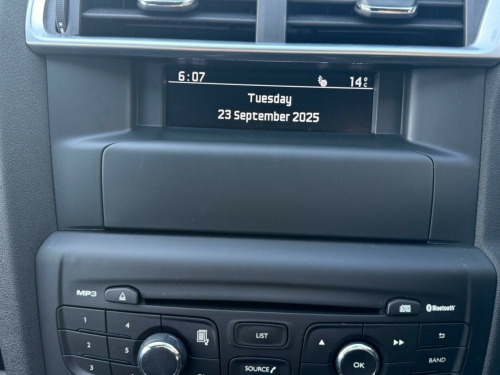 6:07 14°C
Tuesday
23 September 2025
MP3 Bluetooth
1 4 LIST
2 5 OK BAND
3 SOURCE